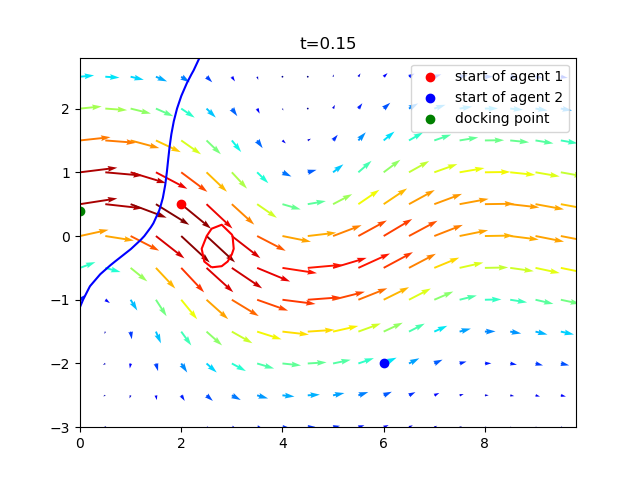 t=0.15
start of agent 1
start of agent 2
docking point
2
1
0
−1
−2
−3
0
2
4
6
8